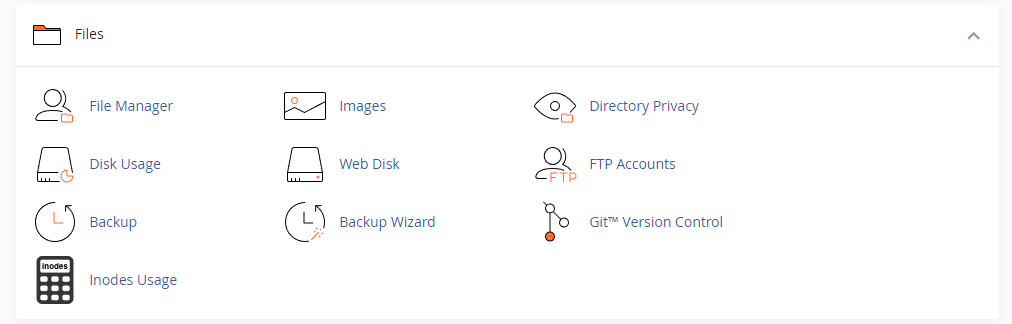 Files
File Manager
Images
Directory Privacy
Disk Usage
Web Disk
FTP Accounts
FTP
Backup
Backup Wizard
Git™ Version Control
inodes
Inodes Usage